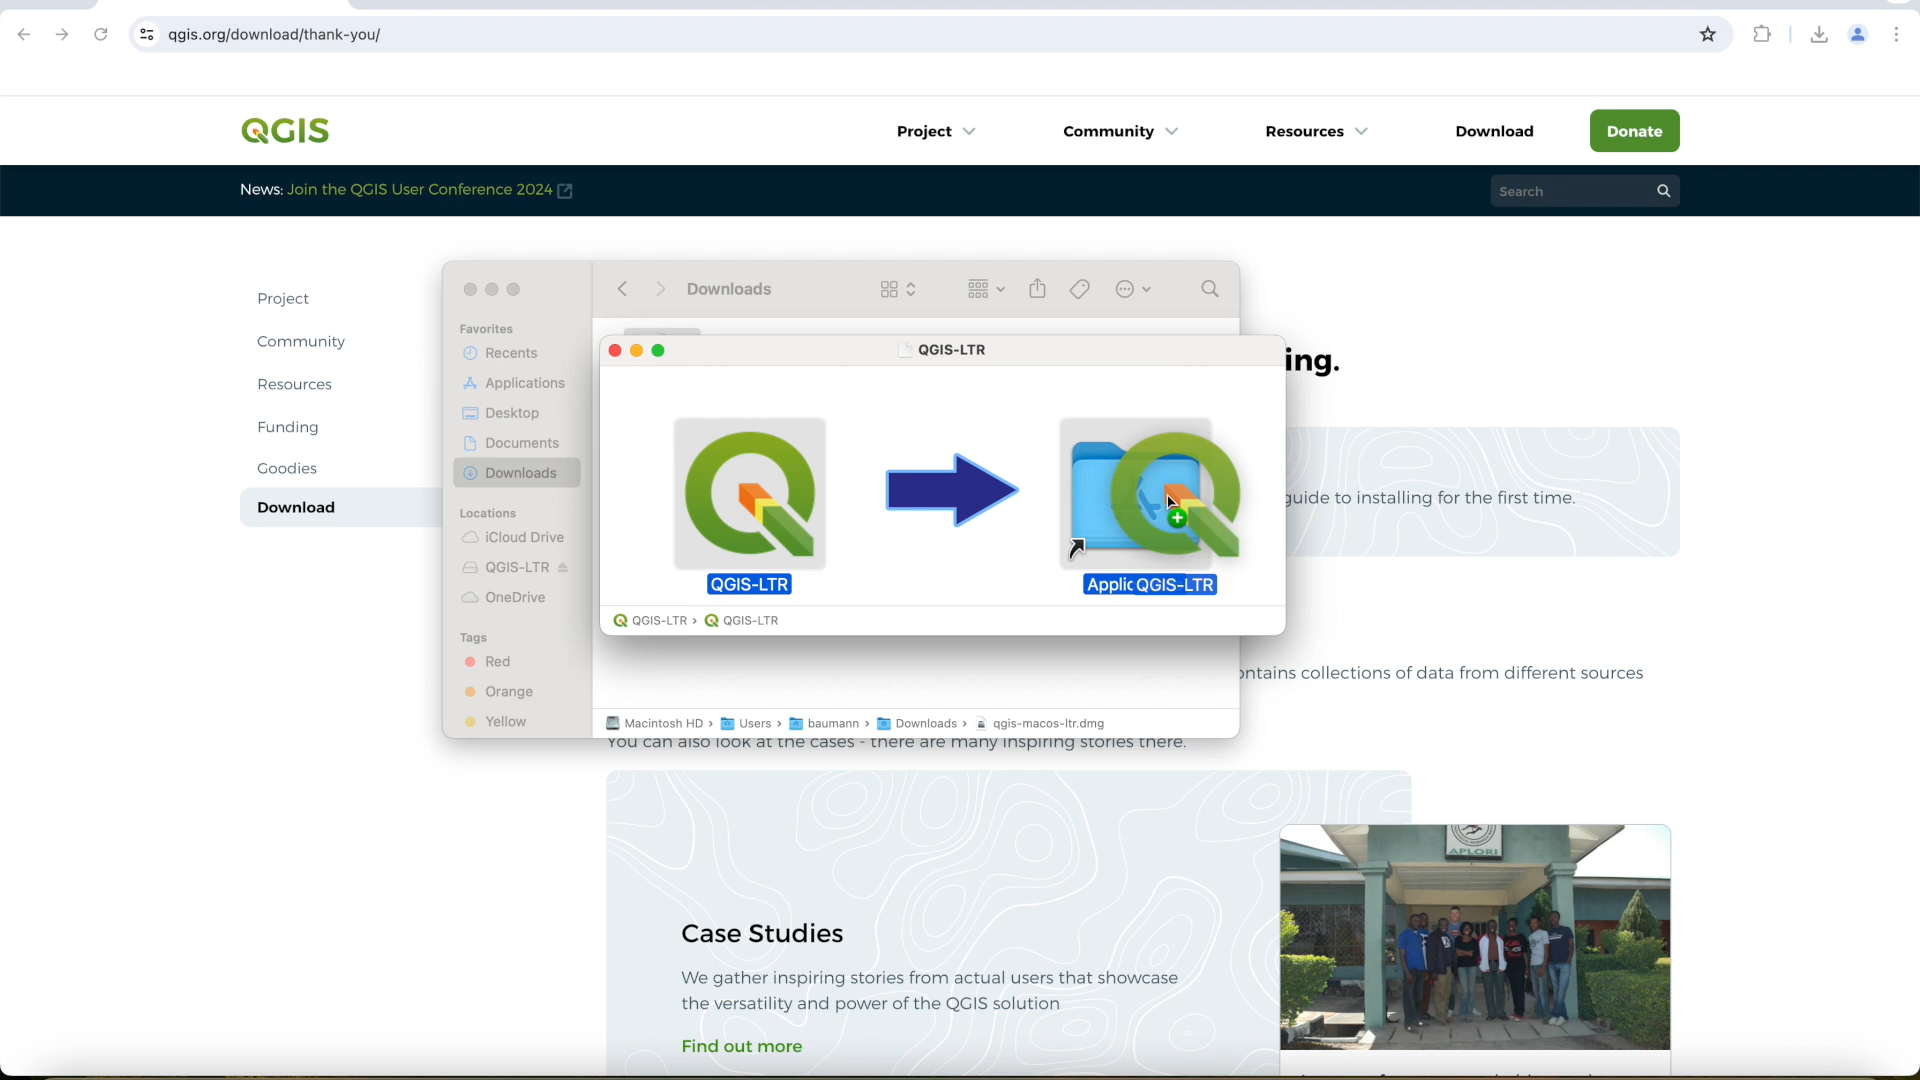 qgis.org/download/thank-you/
QGIS
Project
Community
Resources
Download
Donate
News: Join the QGIS User Conference 2024
Search
Project
Community
Resources
Funding
Goodies
Download
Downloads
Favorites
Recents
Applications
Desktop
Documents
Downloads
Locations
iCloud Drive
QGIS-LTR
OneDrive
Tags
Red
Orange
Yellow
QGIS-LTR
QGIS-LTR
Applic QGIS-LTR
QGIS-LTR › QGIS-LTR
Macintosh HD › Users › baumann › Downloads › qgis-macos-ltr.dmg
ing.
guide to installing for the first time.
ontains collections of data from different sources
You can also look at the cases - there are many inspiring stories there.
Case Studies
We gather inspiring stories from actual users that showcase
the versatility and power of the QGIS solution
Find out more
APLORI